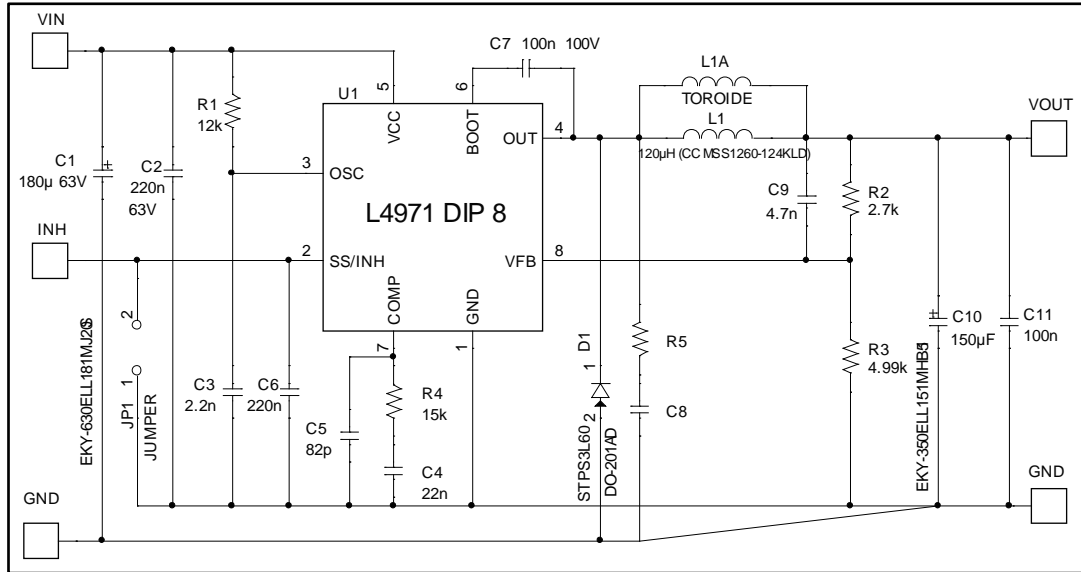 VIN
C7 100n 100V
L1A
TOROIDE
VOUT
U1
5
6
VCC
BOOT
OUT
4
L1
120µH (CC MSS1260-124KLD)
R1
12k
C1
180µ 63V
+
C2
220n
63V
3
OSC
L4971 DIP 8
C9
4.7n
R2
2.7k
INH
2
SS/INH
VFB
8
COMP
GND
7
1
2
1
JP1
JUMPER
EKY-630ELL181MJ20S
C3
2.2n
C6
220n
C5
82p
R4
15k
C4
22n
D1
1
2
STPS3L60
DO-201AD
R5
C8
R3
4.99k
+
C10
150µF
EKY-350ELL151MHB5
C11
100n
GND
GND